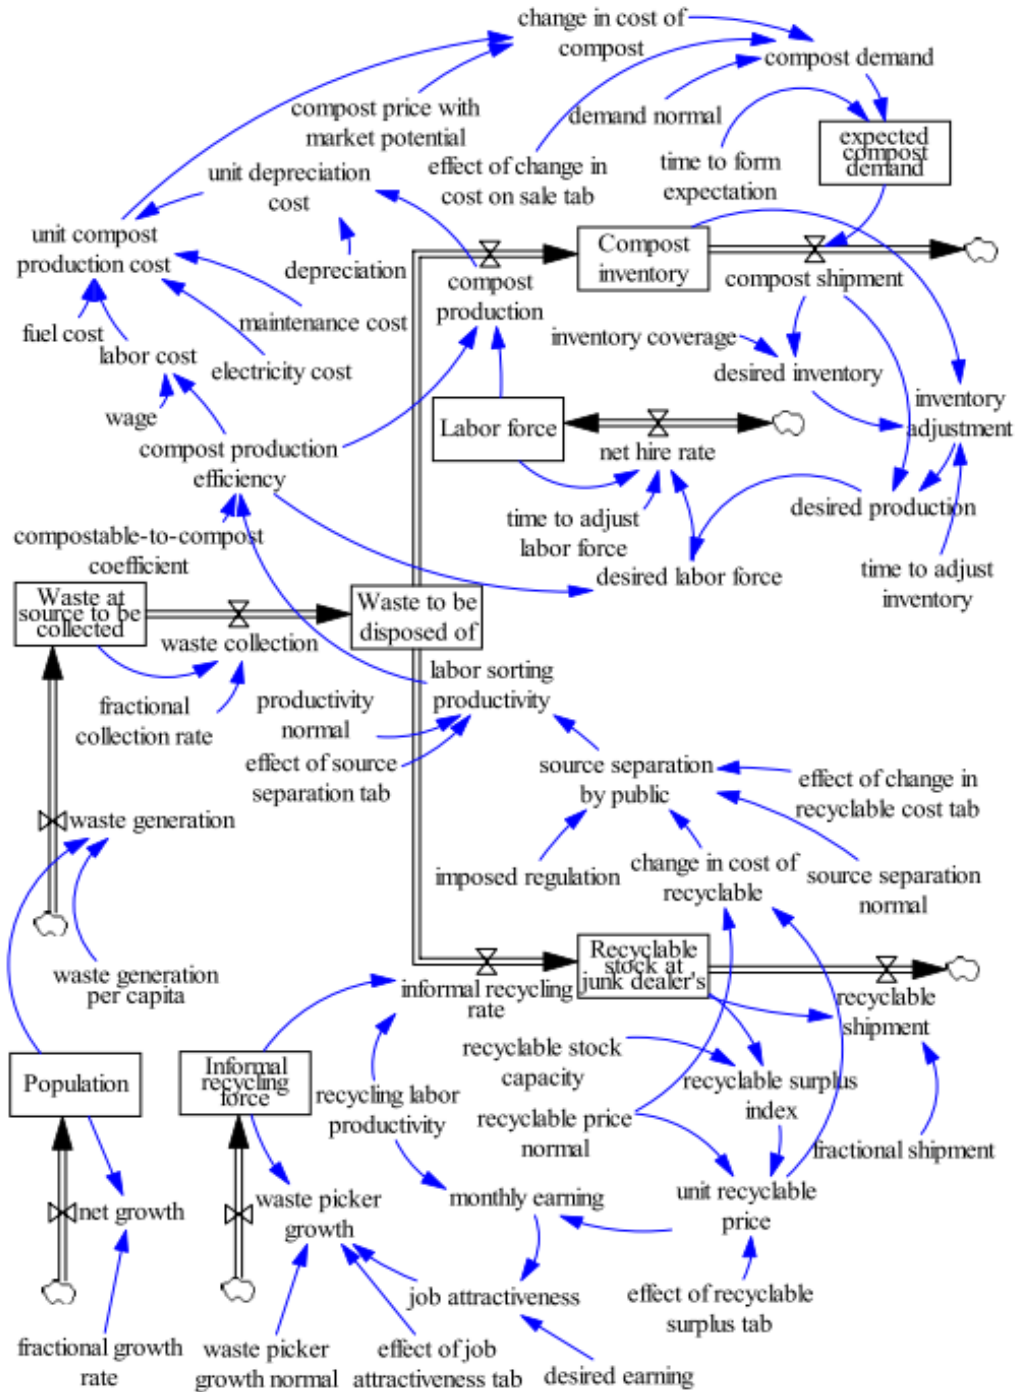 change in cost of
compost
compost demand
compost price with
market potential
demand normal
expected
compost
demand
effect of change in
cost on sale tab
time to form
expectation
unit depreciation
cost
unit compost
production cost
depreciation
compost
production
Compost
inventory
compost shipment
fuel cost
maintenance cost
inventory coverage
labor cost
electricity cost
desired inventory
wage
inventory
adjustment
Labor force
net hire rate
compost production
efficiency
desired production
time to adjust
labor force
compostable-to-compost
coefficient
desired labor force
time to adjust
inventory
Waste at
source to be
collected
waste collection
Waste to be
disposed of
labor sorting
productivity
fractional
collection rate
productivity
normal
effect of source
separation tab
source separation
by public
effect of change in
recyclable cost tab
waste generation
imposed regulation
change in cost of
recyclable
source separation
normal
waste generation
per capita
informal recycling
rate
Recyclable
stock at
junk dealer's
recyclable
shipment
recyclable stock
capacity
Population
Informal
recycling
force
recycling labor
productivity
recyclable surplus
index
recyclable price
normal
fractional shipment
net growth
waste picker
growth
monthly earning
unit recyclable
price
job attractiveness
effect of recyclable
surplus tab
fractional growth
rate
waste picker
growth normal
effect of job
attractiveness tab
desired earning